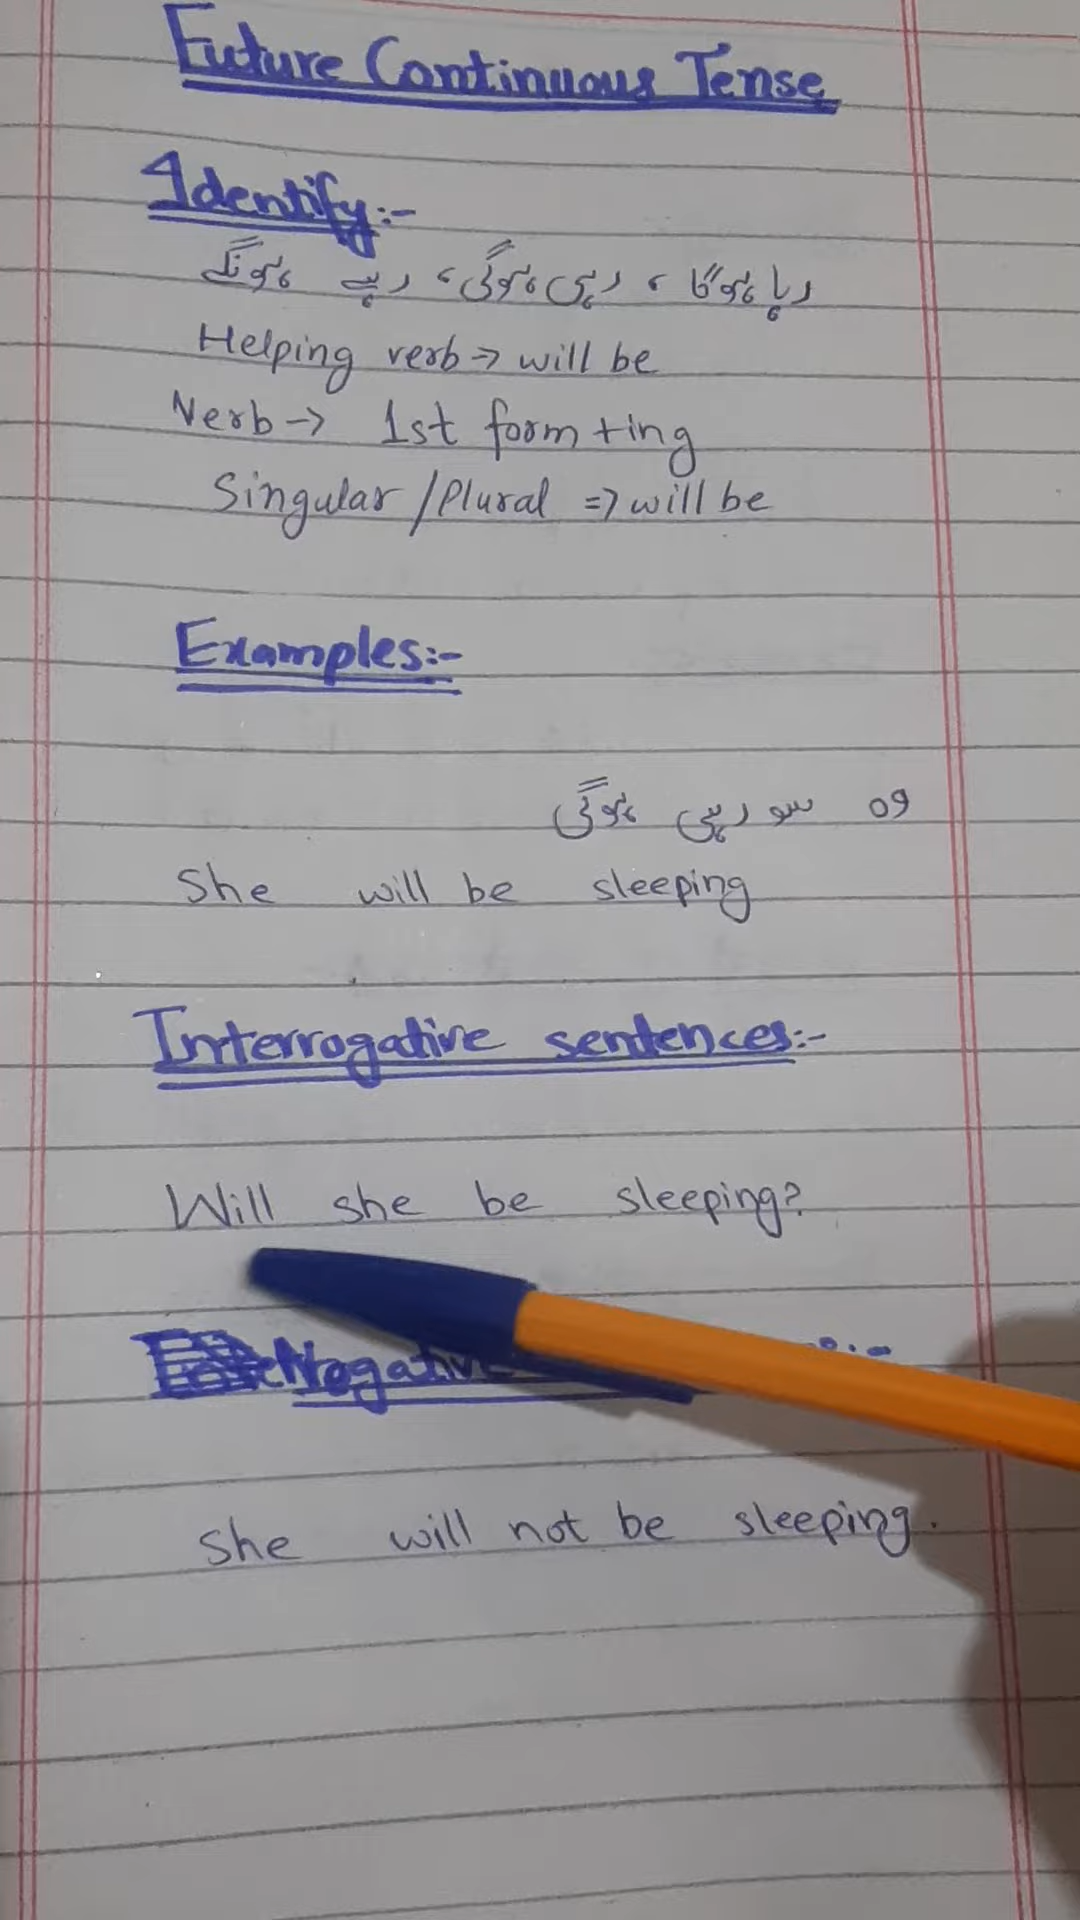 Future Continuous Tense
Identify:-
رہا ہوگا ، رہی ہوگی ، رہے ہونگے
Helping verb → will be
Verb → 1st form + ing
Singular / Plural => will be
Examples:-
وہ سو رہی ہوگی
She will be sleeping
Interrogative sentences:-
Will she be sleeping?
Negative
She will not be sleeping.